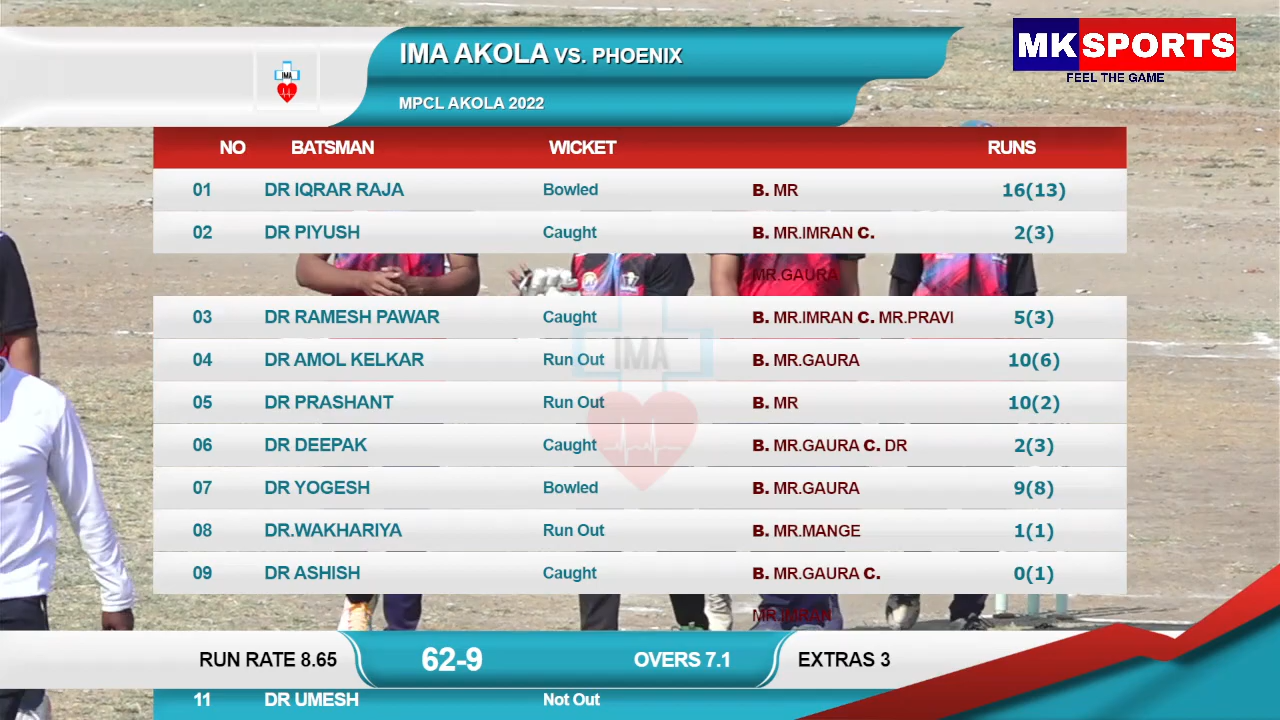 IMA AKOLA VS. PHOENIX
MKSPORTS
FEEL THE GAME
IMA
MPCL AKOLA 2022
NO BATSMAN WICKET RUNS
01 DR IQRAR RAJA Bowled B. MR 16(13)
02 DR PIYUSH Caught B. MR.IMRAN C. 2(3)
MR.GAURA
03 DR RAMESH PAWAR Caught B. MR.IMRAN C. MR.PRAVI 5(3)
IMA
04 DR AMOL KELKAR Run Out B. MR.GAURA 10(6)
05 DR PRASHANT Run Out B. MR 10(2)
06 DR DEEPAK Caught B. MR.GAURA C. DR 2(3)
07 DR YOGESH Bowled B. MR.GAURA 9(8)
08 DR.WAKHARIYA Run Out B. MR.MANGE 1(1)
09 DR ASHISH Caught B. MR.GAURA C. 0(1)
MR.IMRAN
RUN RATE 8.65 62-9 OVERS 7.1 EXTRAS 3
11 DR UMESH Not Out